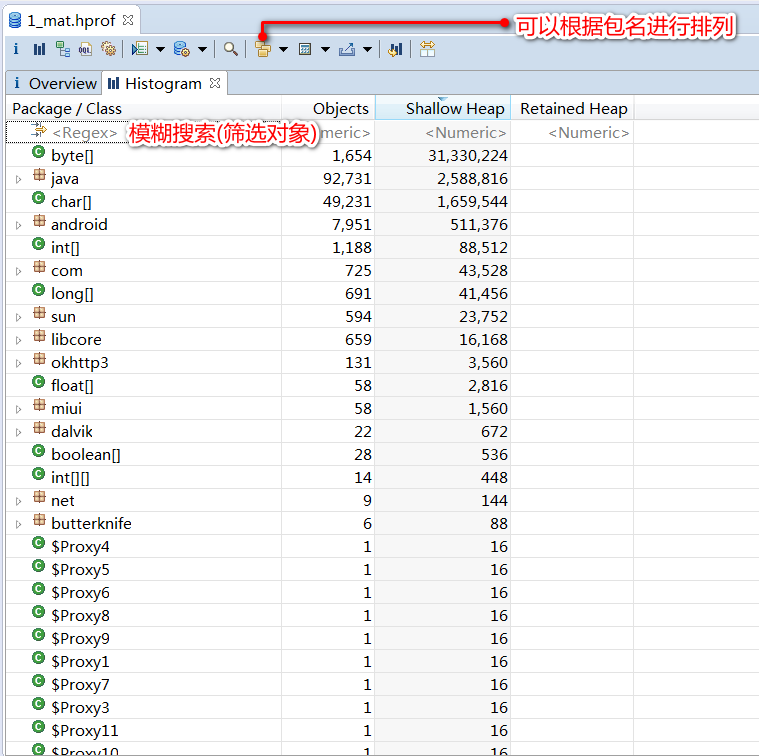 1_mat.hprof
可以根据包名进行排列
i OQL
i Overview Histogram
Package / Class Objects Shallow Heap Retained Heap
<Regex> 模糊搜索(筛选对象) meric> <Numeric> <Numeric>
byte[] 1,654 31,330,224
java 92,731 2,588,816
char[] 49,231 1,659,544
android 7,951 511,376
int[] 1,188 88,512
com 725 43,528
long[] 691 41,456
sun 594 23,752
libcore 659 16,168
okhttp3 131 3,560
float[] 58 2,816
miui 58 1,560
dalvik 22 672
boolean[] 28 536
int[][] 14 448
net 9 144
butterknife 6 88
$Proxy4 1 16
$Proxy5 1 16
$Proxy6 1 16
$Proxy8 1 16
$Proxy9 1 16
$Proxy1 1 16
$Proxy7 1 16
$Proxy3 1 16
$Proxy11 1 16
$Proxy10 1 16